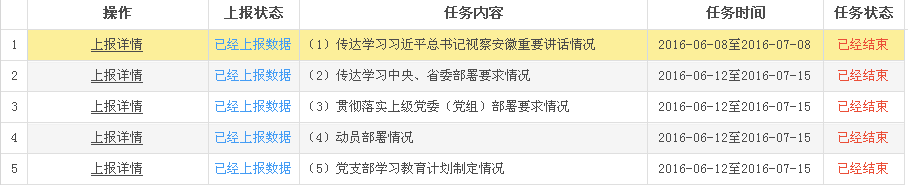 操作 上报状态 任务内容 任务时间 任务状态
1 上报详情 已经上报数据 （1）传达学习习近平总书记视察安徽重要讲话情况 2016-06-08至2016-07-08 已经结束
2 上报详情 已经上报数据 （2）传达学习中央、省委部署要求情况 2016-06-12至2016-07-15 已经结束
3 上报详情 已经上报数据 （3）贯彻落实上级党委（党组）部署要求情况 2016-06-12至2016-07-15 已经结束
4 上报详情 已经上报数据 （4）动员部署情况 2016-06-12至2016-07-15 已经结束
5 上报详情 已经上报数据 （5）党支部学习教育计划制定情况 2016-06-12至2016-07-15 已经结束